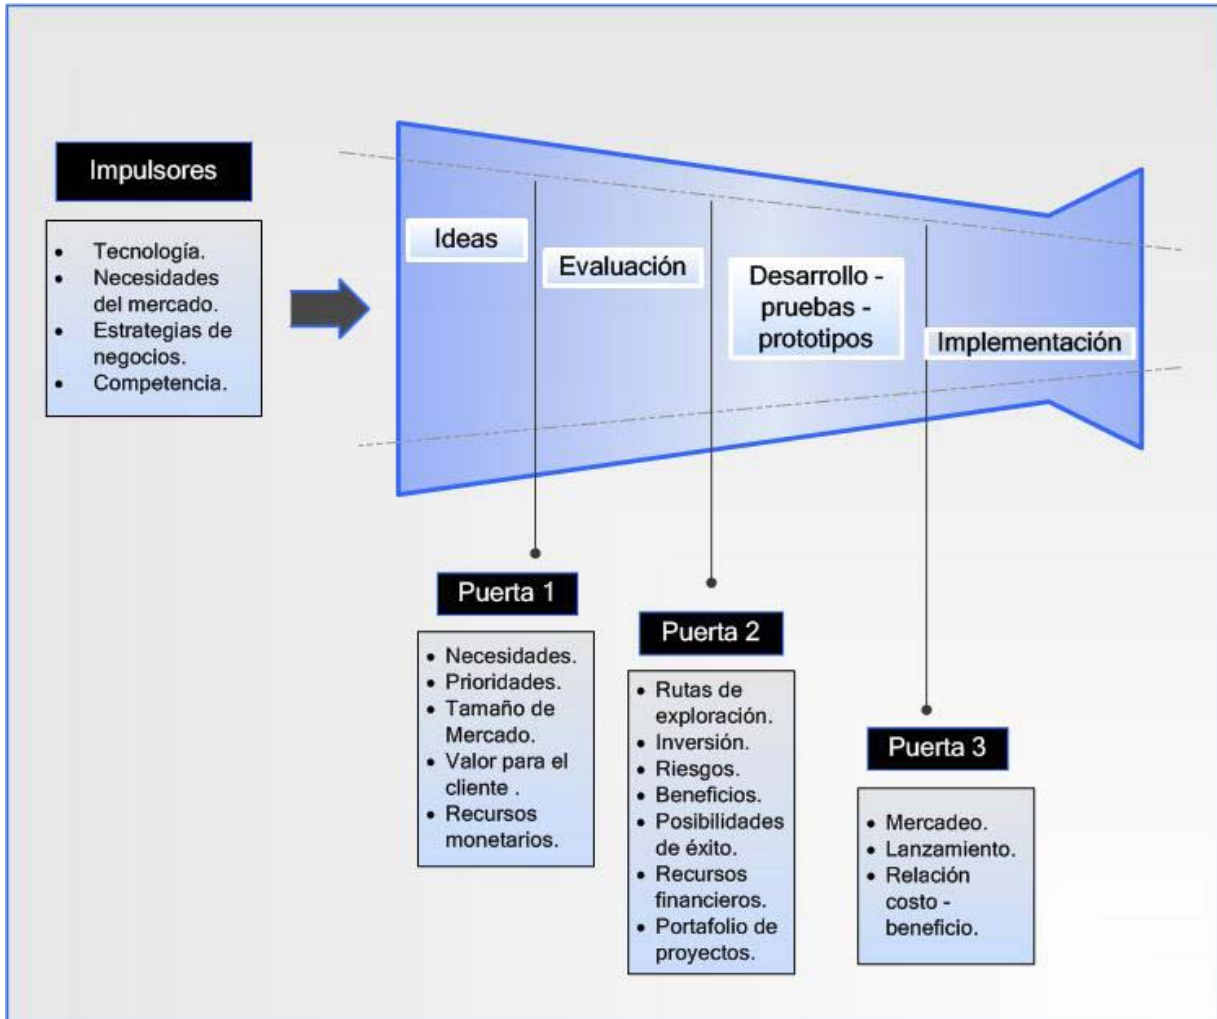 Impulsores
• Tecnología.
• Necesidades
del mercado.
• Estrategias de
negocios.
• Competencia.
Ideas
Evaluación
Desarrollo -
pruebas -
prototipos
Implementación
Puerta 1
• Necesidades.
• Prioridades.
• Tamaño de
Mercado.
• Valor para el
cliente .
• Recursos
monetarios.
Puerta 2
• Rutas de
exploración.
• Inversión.
• Riesgos.
• Beneficios.
• Posibilidades
de éxito.
• Recursos
financieros.
• Portafolio de
proyectos.
Puerta 3
• Mercadeo.
• Lanzamiento.
• Relación
costo -
beneficio.